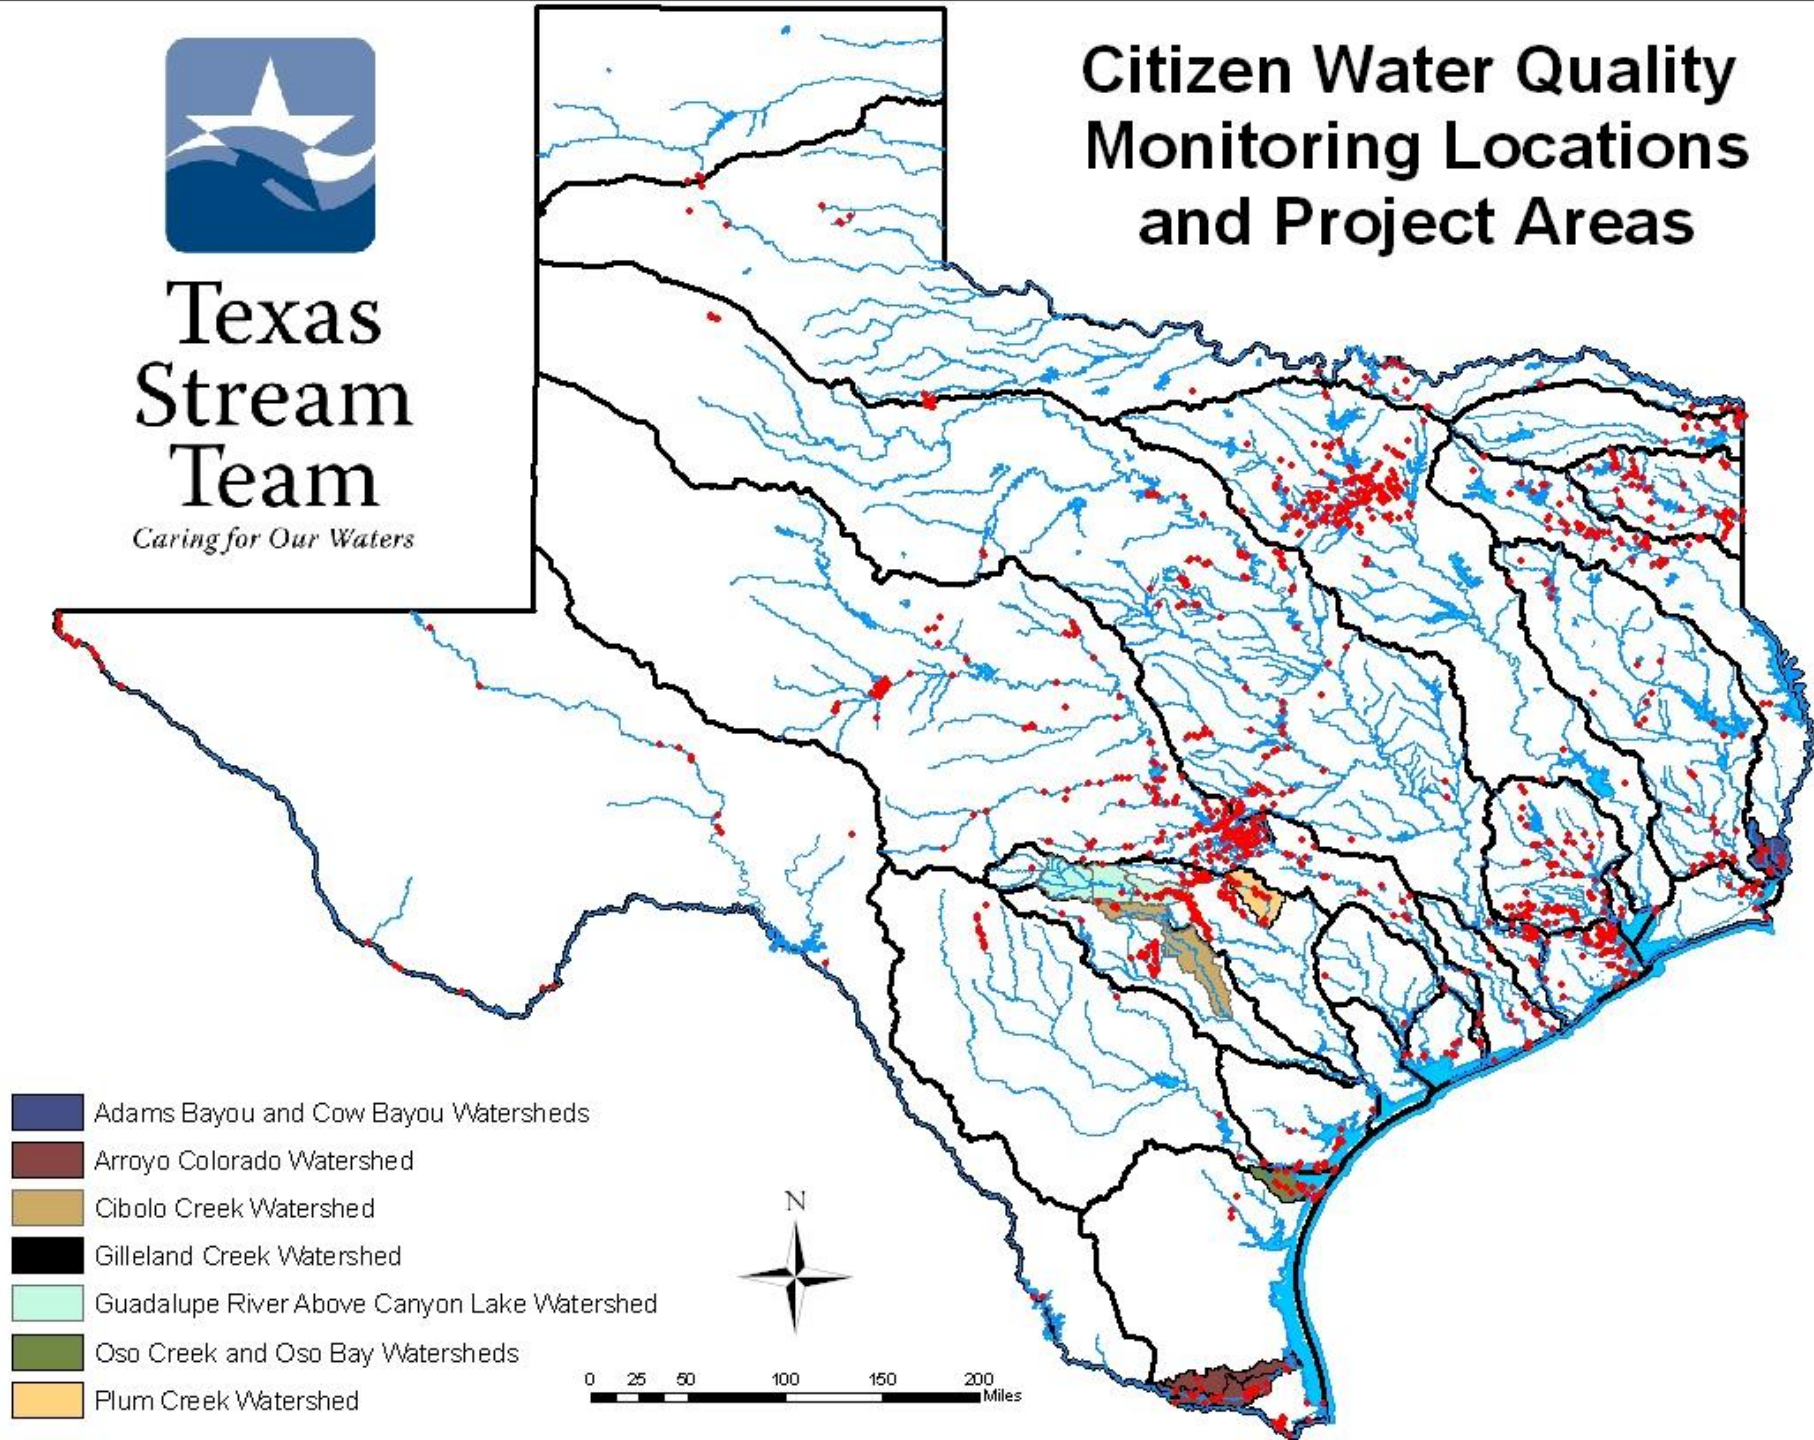 Citizen Water Quality
Monitoring Locations
and Project Areas
Texas
Stream
Team
Caring for Our Waters
Adams Bayou and Cow Bayou Watersheds
Arroyo Colorado Watershed
Cibolo Creek Watershed
Gilleland Creek Watershed
Guadalupe River Above Canyon Lake Watershed
Oso Creek and Oso Bay Watersheds
Plum Creek Watershed
N
0 25 50 100 150 200
Miles